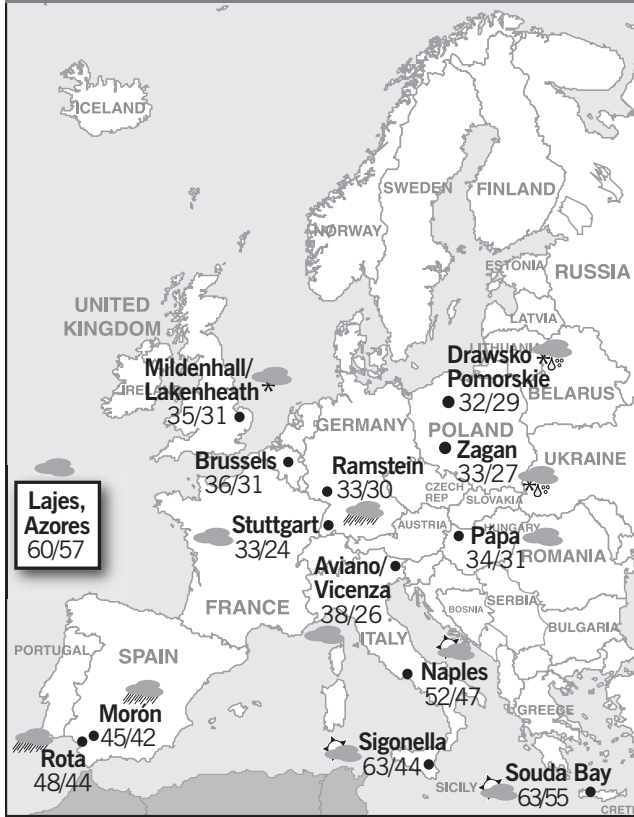 ICELAND
SWEDEN
FINLAND
NORWAY
ESTONIA
RUSSIA
LATVIA
UNITED
KINGDOM
LITHUANIA
Drawsko
Pomorskie
32/29
BELARUS
Mildenhall/
Lakenheath
35/31
IRE
GERMANY
POLAND
Zagan
33/27
UKRAINE
Brussels
36/31
Ramstein
33/30
CZECH
REP
SLOVAKIA
Lajes,
Azores
60/57
Stuttgart
33/24
AUSTRIA
HUNGARY
Pápa
34/31
ROMANIA
Aviano/
Vicenza
38/26
FRANCE
ITALY
BOSNIA
SERBIA
BULGARIA
PORTUGAL
SPAIN
Naples
52/47
GREECE
Morón
45/42
Rota
48/44
Sigonella
63/44
SICILY
Souda Bay
63/55
CRETE